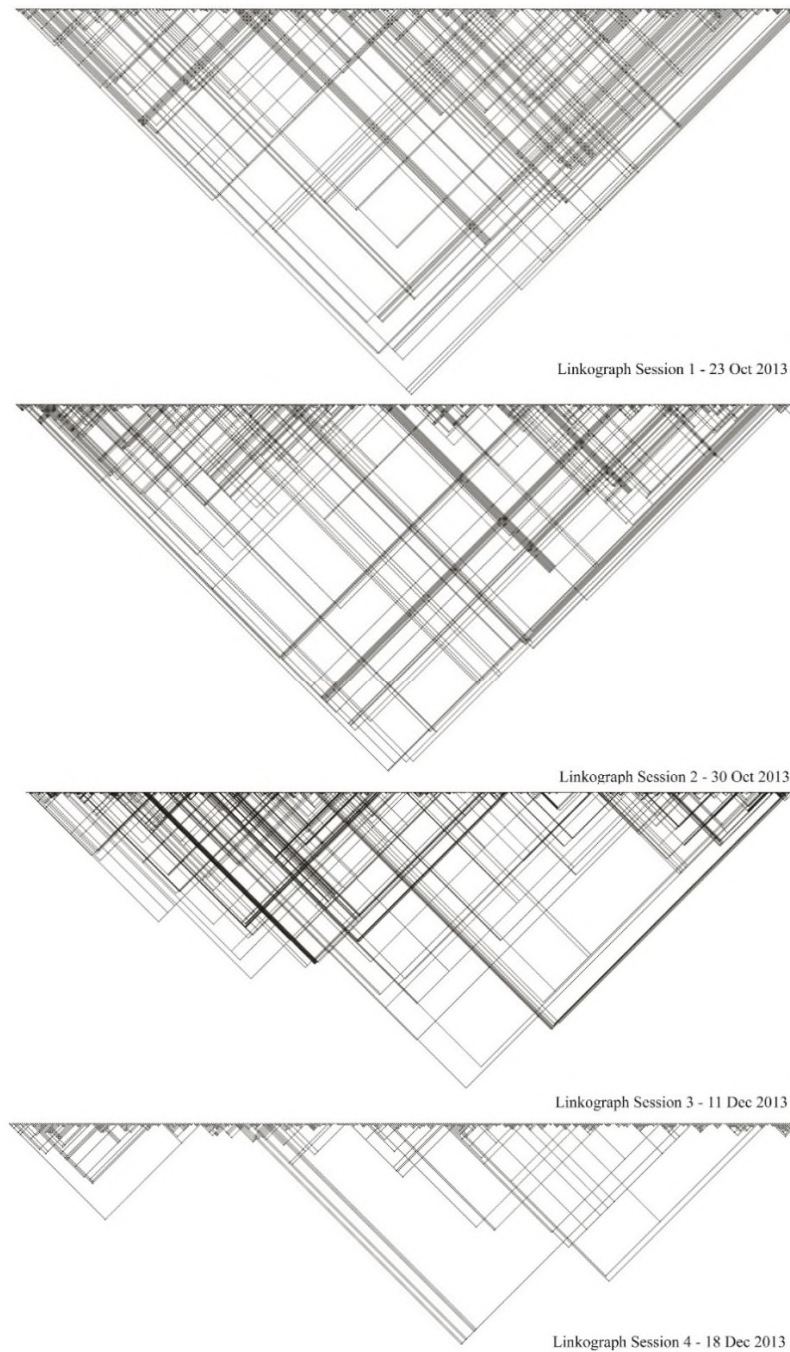 Linkograph Session 1 - 23 Oct 2013
Linkograph Session 2 - 30 Oct 2013
Linkograph Session 3 - 11 Dec 2013
Linkograph Session 4 - 18 Dec 2013